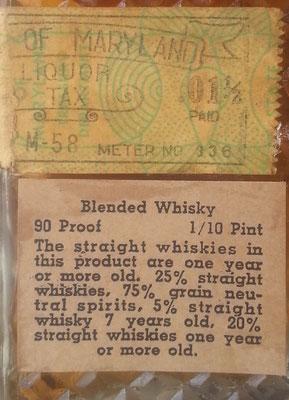 OF MARYLAND
LIQUOR
TAX
.01½
PAID
M-58 METER NO 336
Blended Whisky
90 Proof 1/10 Pint
The straight whiskies in
this product are one year
or more old. 25% straight
whiskies, 75% grain neu-
tral spirits, 5% straight
whisky 7 years old, 20%
straight whiskies one year
or more old.